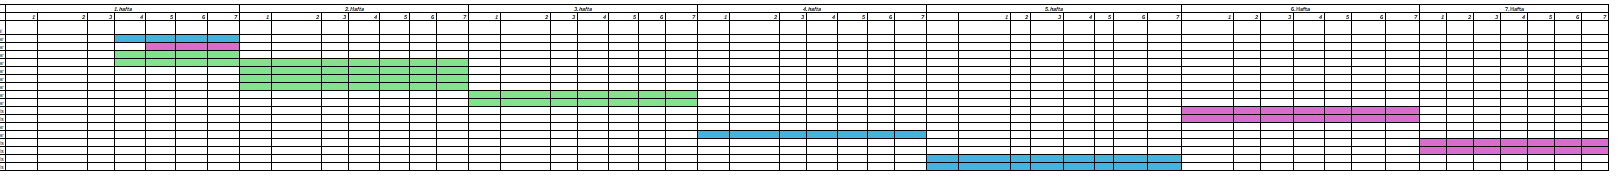 1.hafta 2.Hafta 3.hafta 4.hafta 5.hafta 6.Hafta 7.Hafta
1 2 3 4 5 6 7 1 2 3 4 5 6 7 1 2 3 4 5 6 7 1 2 3 4 5 6 7 1 2 3 4 5 6 7 1 2 3 4 5 6 7 1 2 3 4 5 6 7